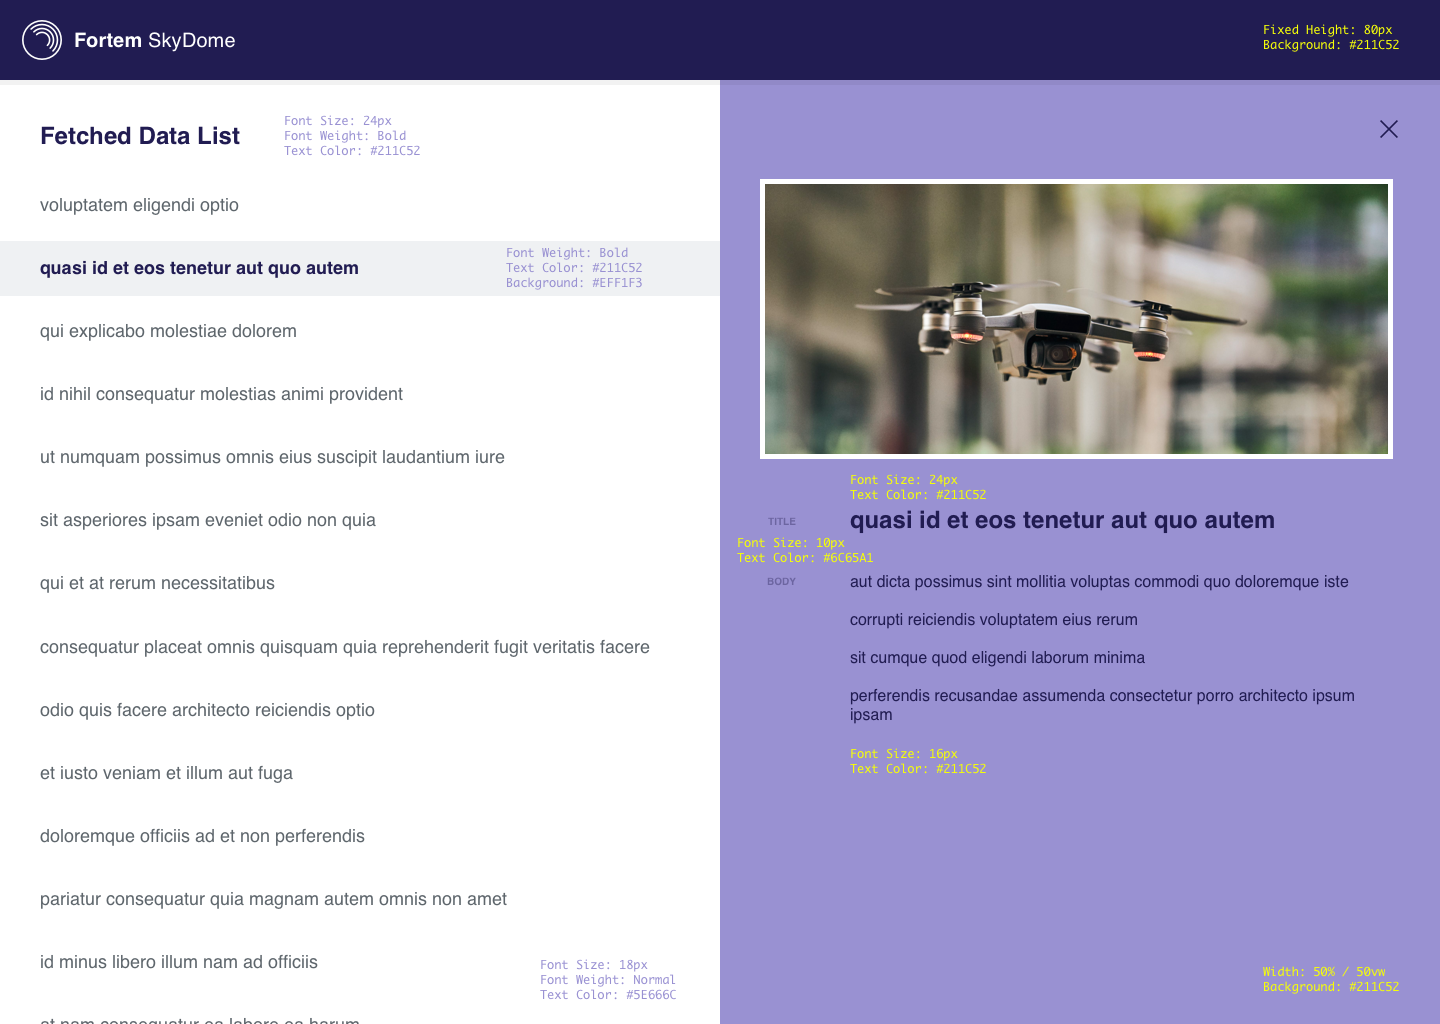 Fortem SkyDome
Fixed Height: 80px
Background: #211C52
Fetched Data List
Font Size: 24px
Font Weight: Bold
Text Color: #211C52
voluptatem eligendi optio
quasi id et eos tenetur aut quo autem
Font Weight: Bold
Text Color: #211C52
Background: #EFF1F3
qui explicabo molestiae dolorem
id nihil consequatur molestias animi provident
ut numquam possimus omnis eius suscipit laudantium iure
sit asperiores ipsam eveniet odio non quia
qui et at rerum necessitatibus
consequatur placeat omnis quisquam quia reprehenderit fugit veritatis facere
odio quis facere architecto reiciendis optio
et iusto veniam et illum aut fuga
doloremque officiis ad et non perferendis
pariatur consequatur quia magnam autem omnis non amet
id minus libero illum nam ad officiis
Font Size: 18px
Font Weight: Normal
Text Color: #5E666C
at nam consequatur ea labore ea harum
Font Size: 24px
Text Color: #211C52
TITLE
quasi id et eos tenetur aut quo autem
Font Size: 10px
Text Color: #6C65A1
BODY
aut dicta possimus sint mollitia voluptas commodi quo doloremque iste
corrupti reiciendis voluptatem eius rerum
sit cumque quod eligendi laborum minima
perferendis recusandae assumenda consectetur porro architecto ipsum
ipsam
Font Size: 16px
Text Color: #211C52
Width: 50% / 50vw
Background: #211C52